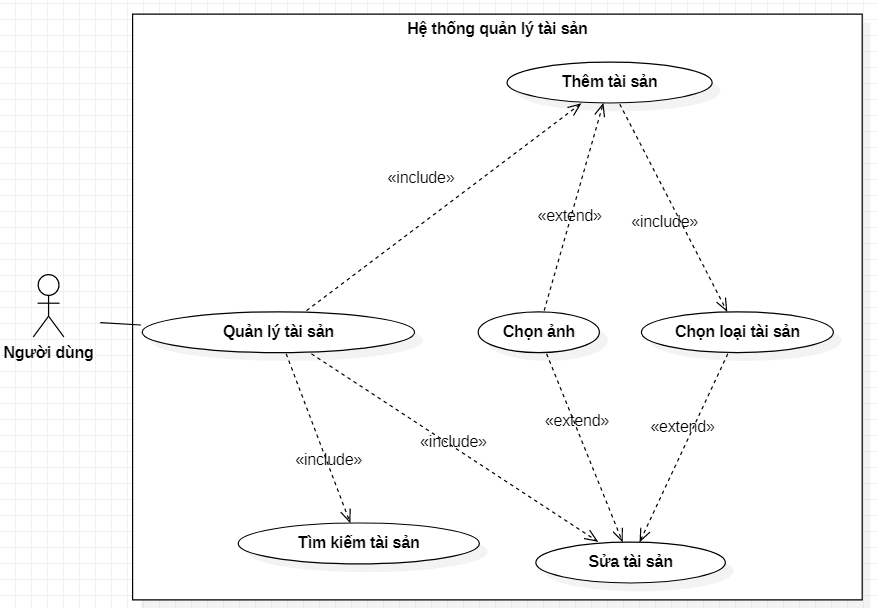 Hệ thống quản lý tài sản
Thêm tài sản
«include»
«extend»
«include»
Người dùng
Quản lý tài sản
Chọn ảnh
Chọn loại tài sản
«include»
«include»
«extend»
«extend»
Tìm kiếm tài sản
Sửa tài sản